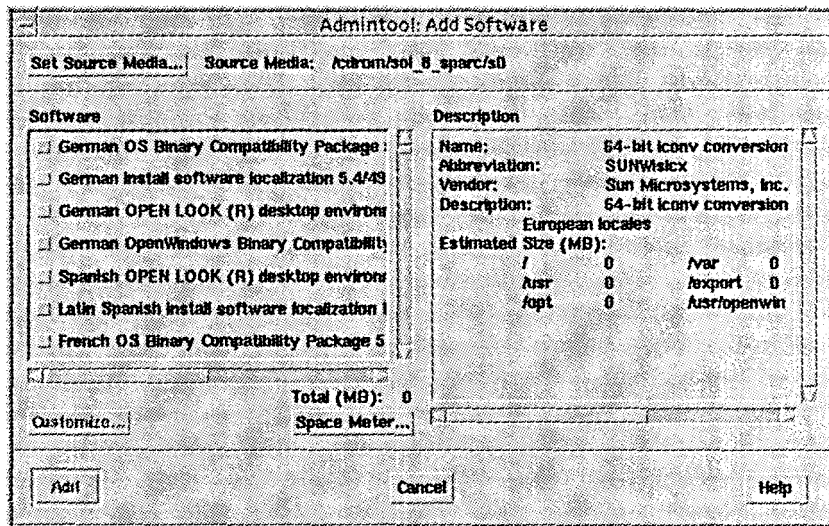 Admintool: Add Software
Set Source Media... Source Media: /cdrom/sol_8_sparc/s0
Software
German OS Binary Compatibility Package
German install software localization 5.4/49
German OPEN LOOK (R) desktop environm
German OpenWindows Binary Compatibility
Spanish OPEN LOOK (R) desktop environm
Latin Spanish install software localization
French OS Binary Compatibility Package 5
Total (MB): 0
Customize... Space Meter...
Description
Name: 64-bit iconv conversion
Abbreviation: SUNWislcx
Vendor: Sun Microsystems, Inc.
Description: 64-bit iconv conversion
European locales
Estimated Size (MB):
/ 0 /var 0
/usr 0 /export 0
/opt 0 /usr/openwin
Add Cancel Help